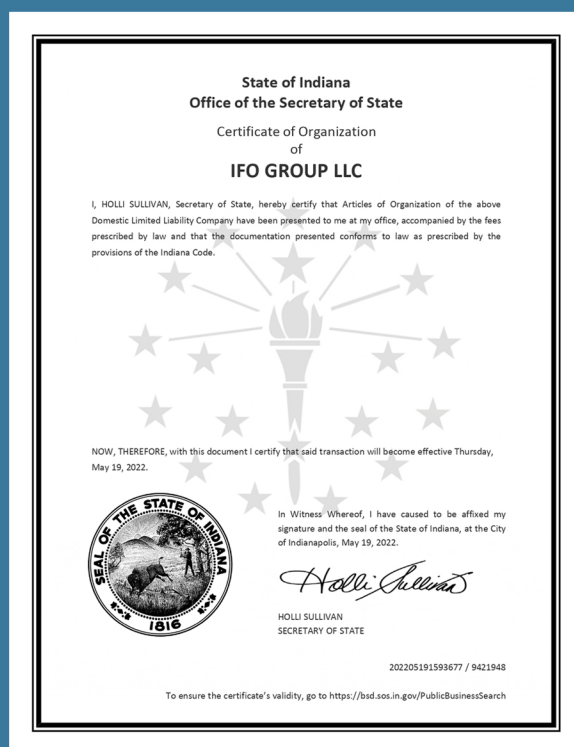 State of Indiana
Office of the Secretary of State
Certificate of Organization
of
IFO GROUP LLC
I, HOLLI SULLIVAN, Secretary of State, hereby certify that Articles of Organization of the above
Domestic Limited Liability Company have been presented to me at my office, accompanied by the fees
prescribed by law and that the documentation presented conforms to law as prescribed by the
provisions of the Indiana Code.
NOW, THEREFORE, with this document I certify that said transaction will become effective Thursday,
May 19, 2022.
SEAL OF THE STATE OF INDIANA
1816
In Witness Whereof, I have caused to be affixed my
signature and the seal of the State of Indiana, at the City
of Indianapolis, May 19, 2022.
Holli Sullivan
HOLLI SULLIVAN
SECRETARY OF STATE
202205191593677 / 9421948
To ensure the certificate's validity, go to https://bsd.sos.in.gov/PublicBusinessSearch